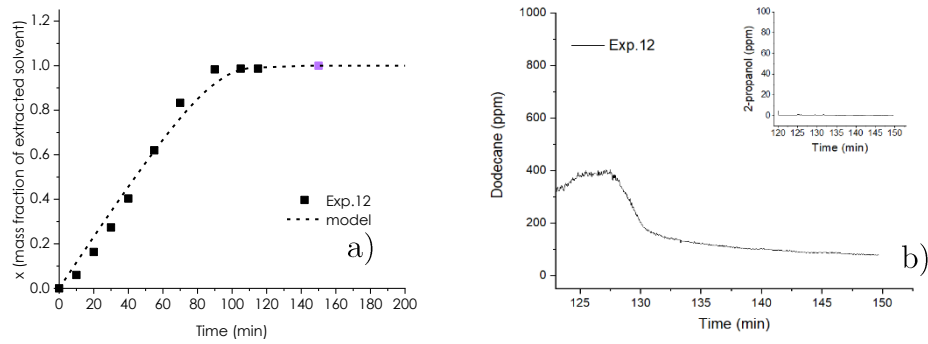 1.2
1.0
0.8
0.6
0.4
0.2
0.0
x (mass fraction of extracted solvent)
Exp.12
model
a)
0 20 40 60 80 100 120 140 160 180 200
Time (min)
1000
800
600
400
200
0
Dodecane (ppm)
Exp.12
100
80
60
40
20
0
2-propanol (ppm)
120 125 130 135 140 145 150
Time (min)
b)
125 130 135 140 145 150
Time (min)